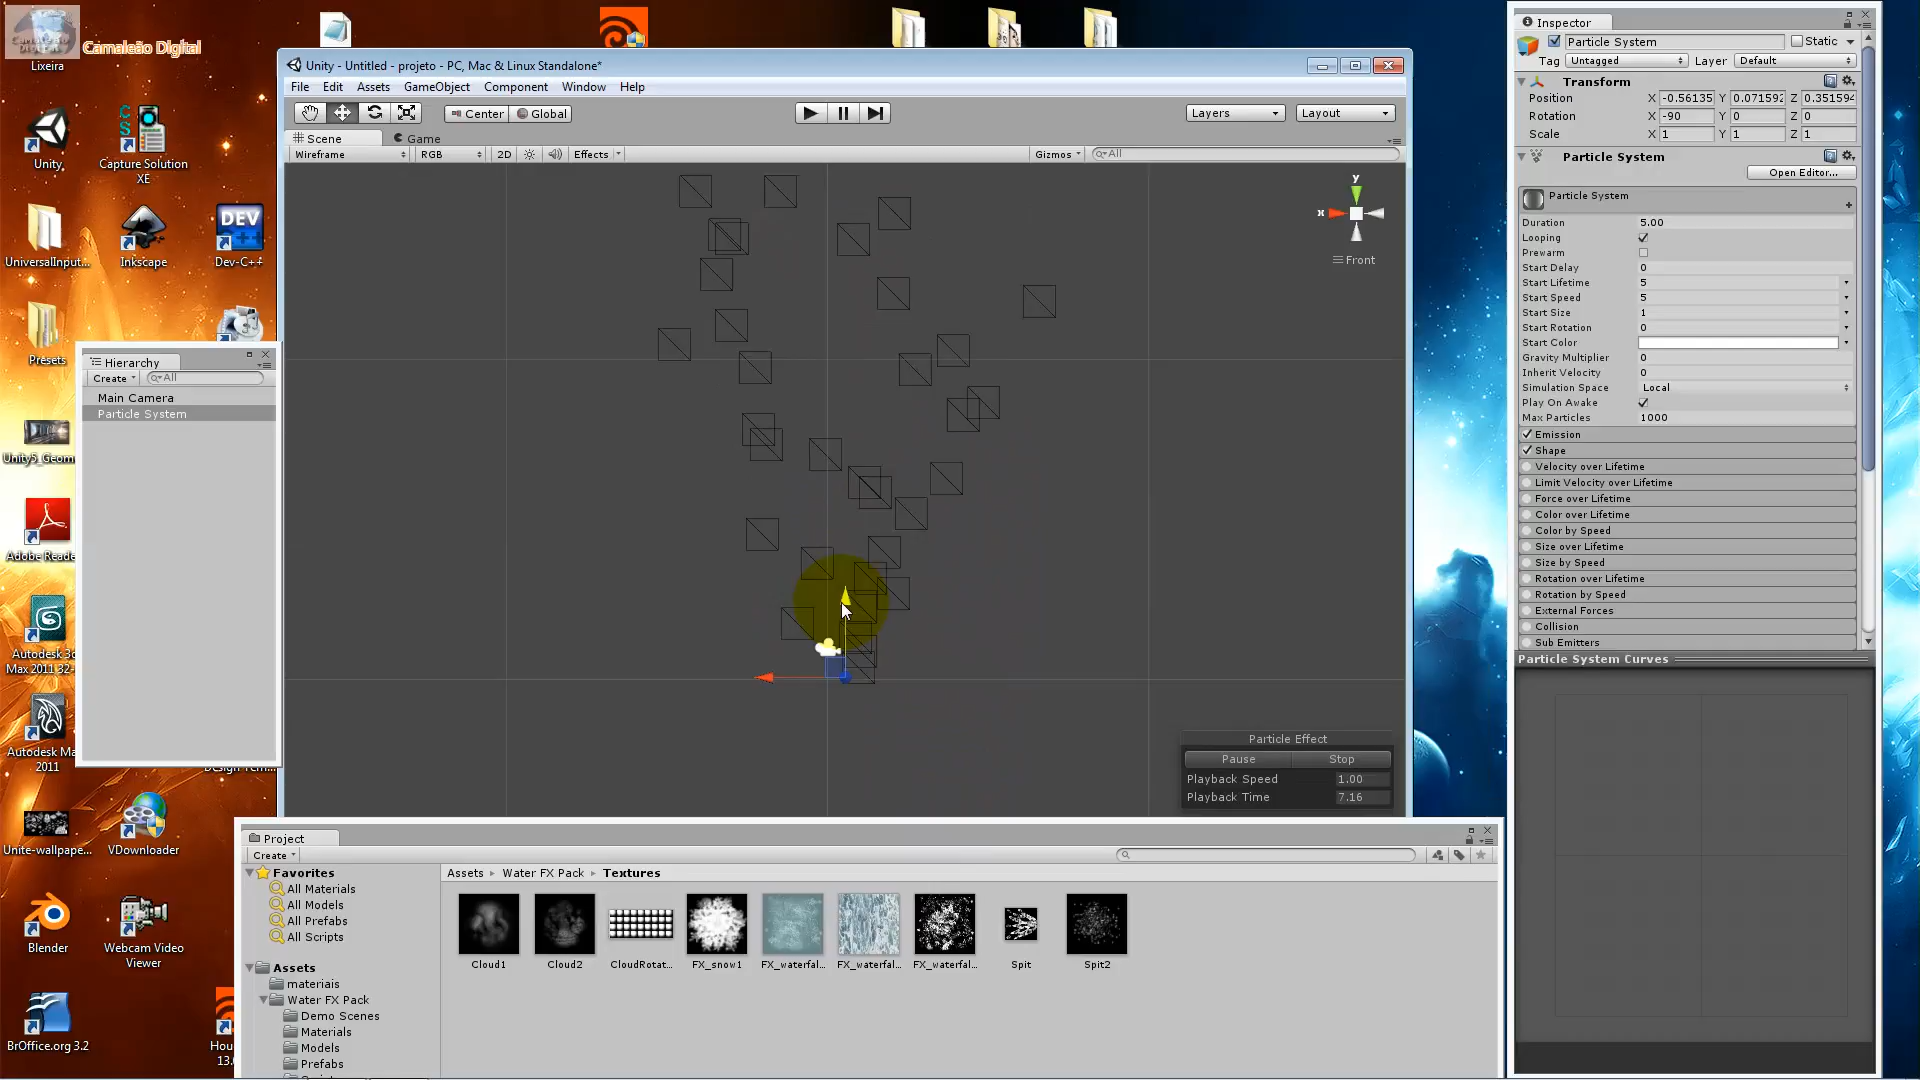 Camaleão Digital
Lixeira
Unity,
Capture Solution
XE
UniversalInput...
Inkscape
Dev-C++
Presets
Unity5_Geom
Adobe Reade
Autodesk 3d
Max 2011 32-
Autodesk Ma
2011
Unite-wallpape...
VDownloader
Blender
Webcam Video
Viewer
BrOffice.org 3.2
Hou
13.0
Unity - Untitled - projeto - PC, Mac & Linux Standalone*
File Edit Assets GameObject Component Window Help
Center Global
Layers Layout
Scene Game
Wireframe RGB 2D Effects Gizmos All
y
x
Front
Particle Effect
Pause Stop
Playback Speed 1.00
Playback Time 7.16
Hierarchy
Create All
Main Camera
Particle System
Project
Create
Favorites
All Materials
All Models
All Prefabs
All Scripts
Assets
materiais
Water FX Pack
Demo Scenes
Materials
Models
Prefabs
Assets Water FX Pack Textures
Cloud1 Cloud2 CloudRotat... FX_snow1 FX_waterfal... FX_waterfal... FX_waterfal... Spit Spit2
Inspector
Particle System Static
Tag Untagged Layer Default
Transform
Position X -0.56135 Y 0.071592 Z 0.351594
Rotation X -90 Y 0 Z 0
Scale X 1 Y 1 Z 1
Particle System
Open Editor...
Particle System
Duration 5.00
Looping
Prewarm
Start Delay 0
Start Lifetime 5
Start Speed 5
Start Size 1
Start Rotation 0
Start Color
Gravity Multiplier 0
Inherit Velocity 0
Simulation Space Local
Play On Awake
Max Particles 1000
Emission
Shape
Velocity over Lifetime
Limit Velocity over Lifetime
Force over Lifetime
Color over Lifetime
Color by Speed
Size over Lifetime
Size by Speed
Rotation over Lifetime
Rotation by Speed
External Forces
Collision
Sub Emitters
Particle System Curves